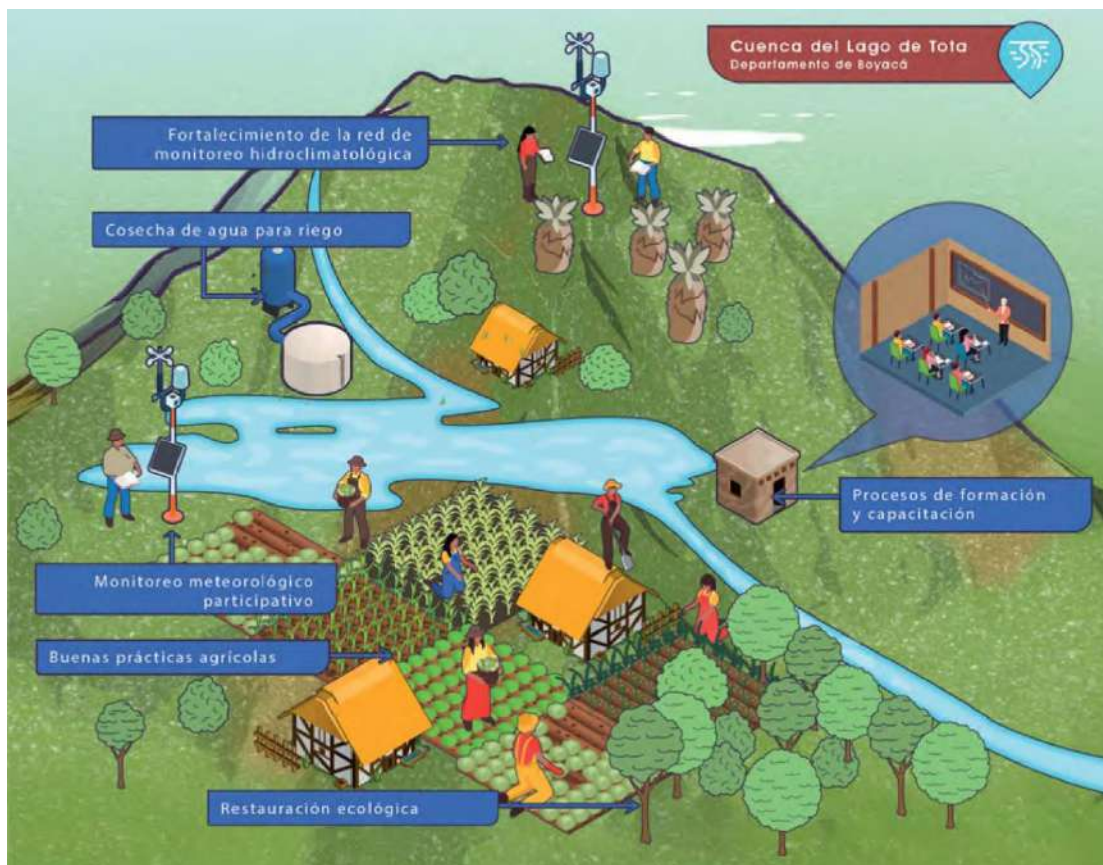 Cuenca del Lago de Tota
Departamento de Boyacá
Fortalecimiento de la red de
monitoreo hidroclimatológica
Cosecha de agua para riego
Procesos de formación
y capacitación
Monitoreo meteorológico
participativo
Buenas prácticas agrícolas
Restauración ecológica